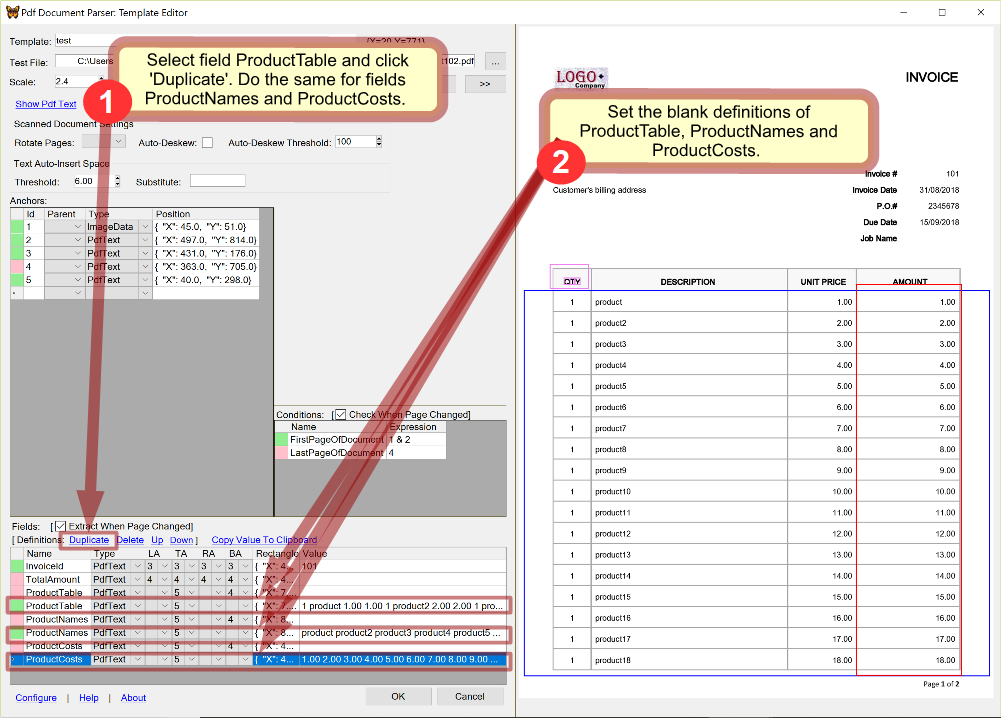 Pdf Document Parser: Template Editor
Template: test
Test File: C:\Users t102.pdf ...
Scale: 2.4 >>
Show Pdf Text
Select field ProductTable and click
'Duplicate'. Do the same for fields
ProductNames and ProductCosts.
1
Scanned Document Settings
Rotate Pages: Auto-Deskew: Auto-Deskew Threshold: 100
Text Auto-Insert Space
Threshold: 6.00 Substitute:
Anchors:
Id Parent Type Position
1 ImageData { "X": 45.0, "Y": 51.0}
2 PdfText { "X": 497.0, "Y": 814.0}
3 PdfText { "X": 431.0, "Y": 176.0}
4 PdfText { "X": 363.0, "Y": 705.0}
5 PdfText { "X": 40.0, "Y": 298.0}
Conditions: [ Check When Page Changed]
Name Expression
FirstPageOfDocument 1 & 2
LastPageOfDocument 4
Fields: [ Extract When Page Changed]
[ Definitions: Duplicate Delete Up Down ] Copy Value To Clipboard
Name Type LA TA RA BA Rectangle Value
InvoiceId PdfText 3 3 3 3 { "X": 4... 101
TotalAmount PdfText 4 4 4 4 { "X": 4...
ProductTable PdfText 5 4 { "X": 7...
ProductTable PdfText 5 { "X": 7... 1 product 1.00 1.00 1 product2 2.00 2.00 1 pro...
ProductNames PdfText 5 4 { "X": 8...
ProductNames PdfText 5 { "X": 8... product product2 product3 product4 product5 ...
ProductCosts PdfText 5 4 { "X": 4...
ProductCosts PdfText 5 { "X": 4... 1.00 2.00 3.00 4.00 5.00 6.00 7.00 8.00 9.00 ...
Configure | Help | About
OK Cancel
LOGO
Company
INVOICE
Set the blank definitions of
ProductTable, ProductNames and
ProductCosts.
2
Invoice # 101
Customer's billing address Invoice Date 31/08/2018
P.O.# 2345678
Due Date 15/09/2018
Job Name
QTY DESCRIPTION UNIT PRICE AMOUNT
1 product 1.00 1.00
1 product2 2.00 2.00
1 product3 3.00 3.00
1 product4 4.00 4.00
1 product5 5.00 5.00
1 product6 6.00 6.00
1 product7 7.00 7.00
1 product8 8.00 8.00
1 product9 9.00 9.00
1 product10 10.00 10.00
1 product11 11.00 11.00
1 product12 12.00 12.00
1 product13 13.00 13.00
1 product14 14.00 14.00
1 product15 15.00 15.00
1 product16 16.00 16.00
1 product17 17.00 17.00
1 product18 18.00 18.00
Page 1 of 2